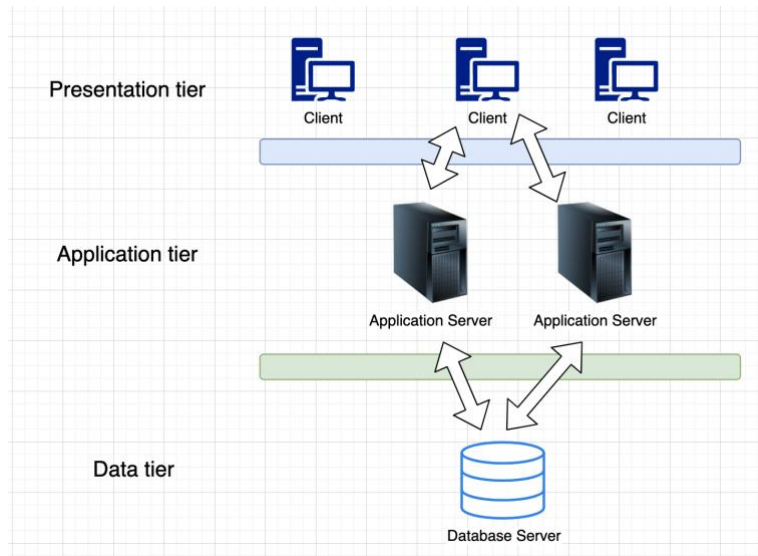 Presentation tier
Client
Client
Client
Application tier
Application Server
Application Server
Data tier
Database Server